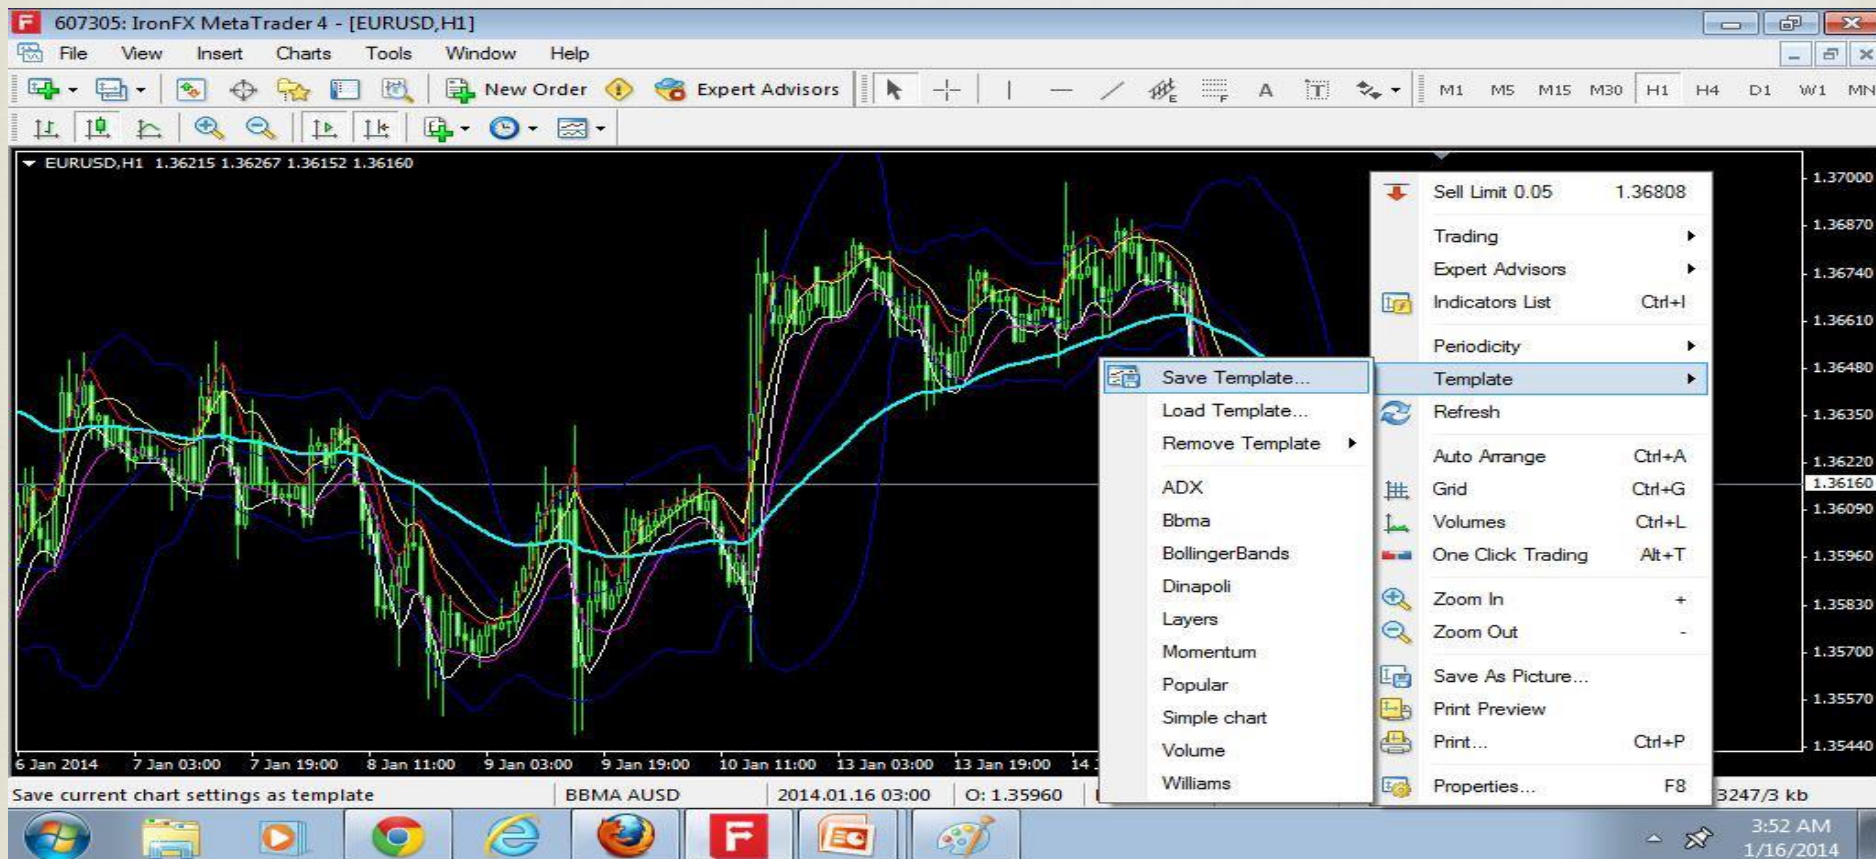 607305: IronFX MetaTrader 4 - [EURUSD,H1]
File View Insert Charts Tools Window Help
New Order Expert Advisors E F A T M1 M5 M15 M30 H1 H4 D1 W1 MN
EURUSD,H1 1.36215 1.36267 1.36152 1.36160
1.37000
1.36870
1.36740
1.36610
1.36480
1.36350
1.36220
1.36160
1.36090
1.35960
1.35830
1.35700
1.35570
1.35440
Sell Limit 0.05 1.36808
Trading
Expert Advisors
Indicators List Ctrl+I
Periodicity
Template
Refresh
Auto Arrange Ctrl+A
Grid Ctrl+G
Volumes Ctrl+L
One Click Trading Alt+T
Zoom In +
Zoom Out -
Save As Picture...
Print Preview
Print... Ctrl+P
Properties... F8
Save Template...
Load Template...
Remove Template
ADX
Bbma
BollingerBands
Dinapoli
Layers
Momentum
Popular
Simple chart
Volume
Williams
6 Jan 2014 7 Jan 03:00 7 Jan 19:00 8 Jan 11:00 9 Jan 03:00 9 Jan 19:00 10 Jan 11:00 13 Jan 03:00 13 Jan 19:00 14
Save current chart settings as template BBMA AUSD 2014.01.16 03:00 O: 1.35960 3247/3 kb
3:52 AM
1/16/2014